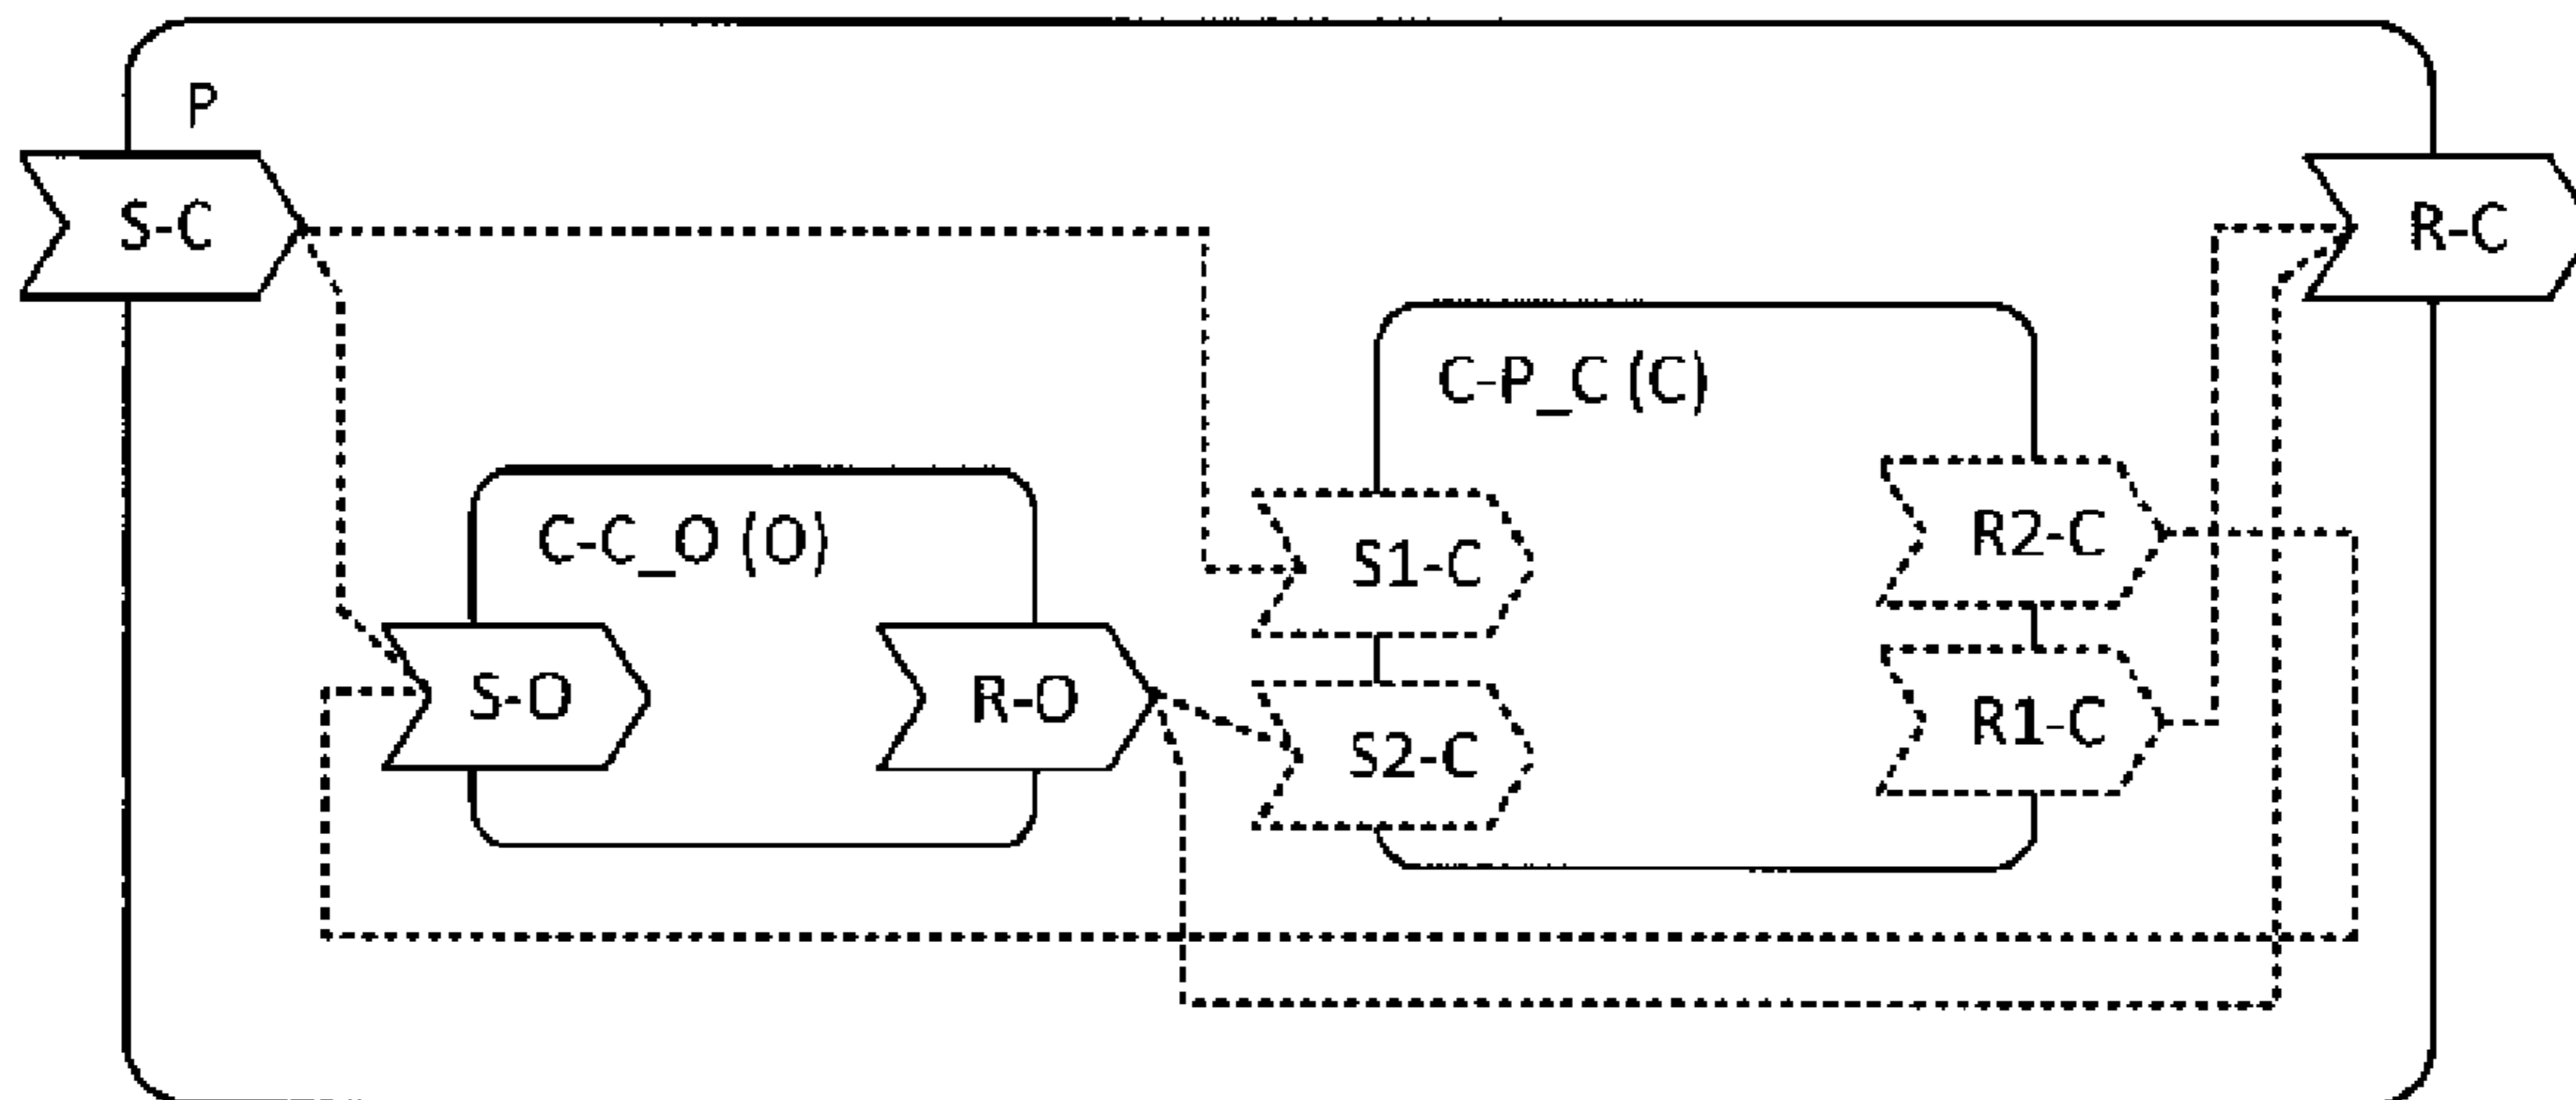 P
S-C
R-C
C-P_C (C)
C-C_O (O)
S1-C
R2-C
S-O
R-O
S2-C
R1-C